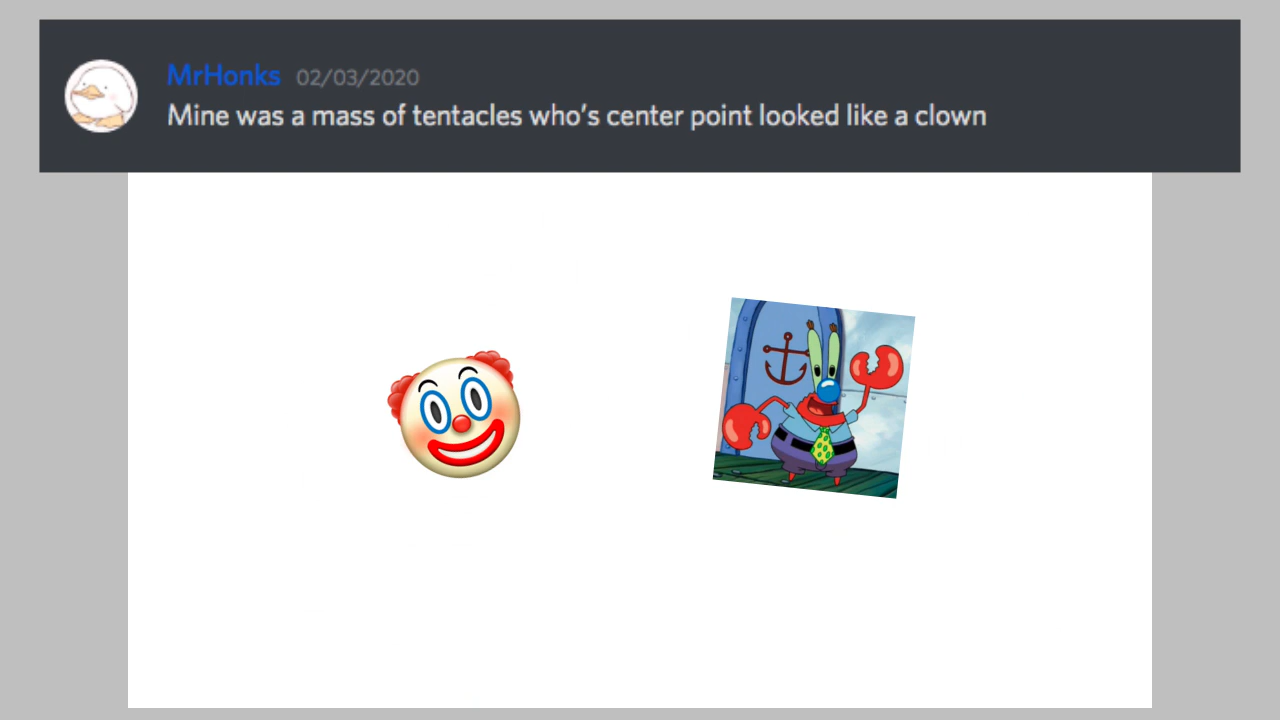 MrHonks 02/03/2020
Mine was a mass of tentacles who's center point looked like a clown